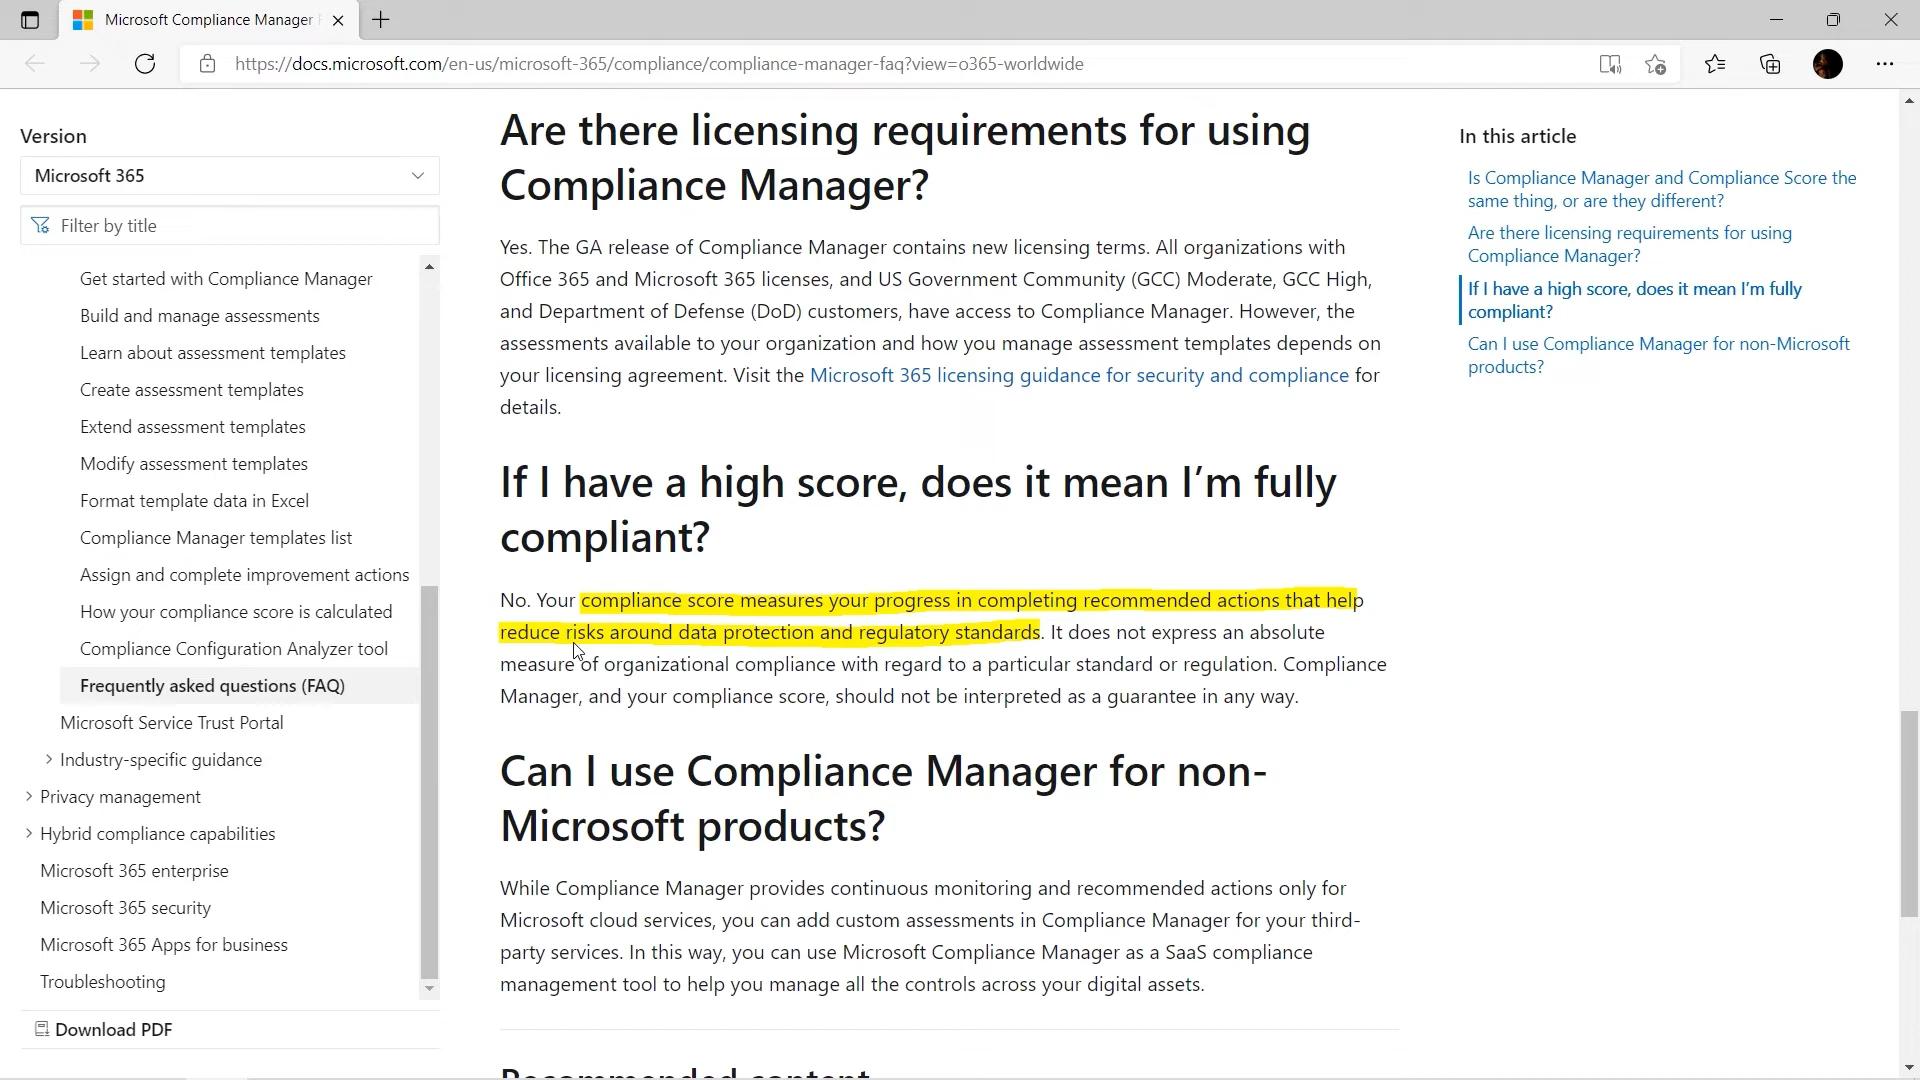 Microsoft Compliance Manager F
https://docs.microsoft.com/en-us/microsoft-365/compliance/compliance-manager-faq?view=o365-worldwide
Version
Microsoft 365
Filter by title
Get started with Compliance Manager
Build and manage assessments
Learn about assessment templates
Create assessment templates
Extend assessment templates
Modify assessment templates
Format template data in Excel
Compliance Manager templates list
Assign and complete improvement actions
How your compliance score is calculated
Compliance Configuration Analyzer tool
Frequently asked questions (FAQ)
Microsoft Service Trust Portal
Industry-specific guidance
Privacy management
Hybrid compliance capabilities
Microsoft 365 enterprise
Microsoft 365 security
Microsoft 365 Apps for business
Troubleshooting
Download PDF
Are there licensing requirements for using
Compliance Manager?
Yes. The GA release of Compliance Manager contains new licensing terms. All organizations with
Office 365 and Microsoft 365 licenses, and US Government Community (GCC) Moderate, GCC High,
and Department of Defense (DoD) customers, have access to Compliance Manager. However, the
assessments available to your organization and how you manage assessment templates depends on
your licensing agreement. Visit the Microsoft 365 licensing guidance for security and compliance for
details.
If I have a high score, does it mean I’m fully
compliant?
No. Your compliance score measures your progress in completing recommended actions that help
reduce risks around data protection and regulatory standards. It does not express an absolute
measure of organizational compliance with regard to a particular standard or regulation. Compliance
Manager, and your compliance score, should not be interpreted as a guarantee in any way.
Can I use Compliance Manager for non-
Microsoft products?
While Compliance Manager provides continuous monitoring and recommended actions only for
Microsoft cloud services, you can add custom assessments in Compliance Manager for your third-
party services. In this way, you can use Microsoft Compliance Manager as a SaaS compliance
management tool to help you manage all the controls across your digital assets.
Recommended content
In this article
Is Compliance Manager and Compliance Score the
same thing, or are they different?
Are there licensing requirements for using
Compliance Manager?
If I have a high score, does it mean I’m fully
compliant?
Can I use Compliance Manager for non-Microsoft
products?